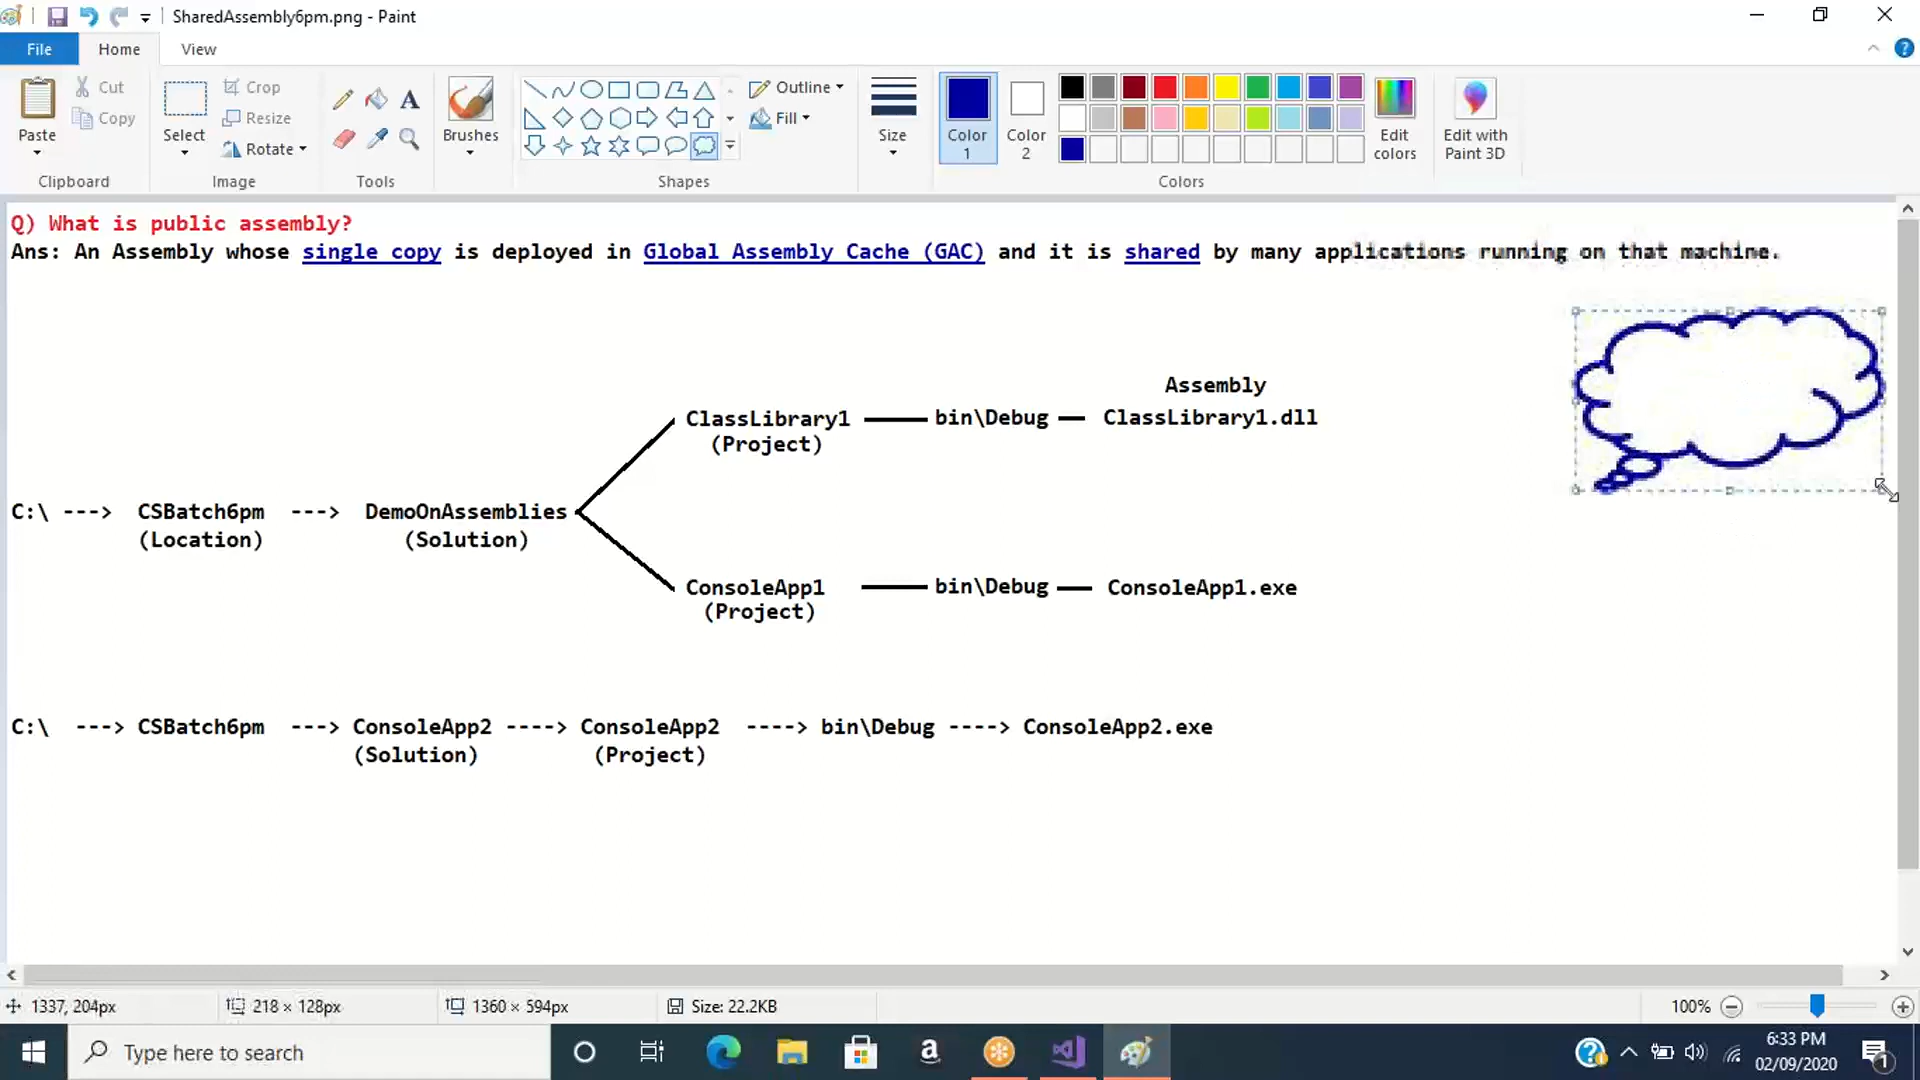 SharedAssembly6pm.png - Paint
File
Home
View
Paste
Cut
Copy
Clipboard
Select
Crop
Resize
Rotate
Image
Tools
Brushes
Shapes
Outline
Fill
Size
Color
1
Color
2
Edit
colors
Colors
Edit with
Paint 3D
Q) What is public assembly?
Ans: An Assembly whose single copy is deployed in Global Assembly Cache (GAC) and it is shared by many applications running on that machine.
Assembly
ClassLibrary1
bin\Debug
ClassLibrary1.dll
(Project)
C:\ ---> CSBatch6pm ---> DemoOnAssemblies
(Location) (Solution)
ConsoleApp1
bin\Debug
ConsoleApp1.exe
(Project)
C:\ ---> CSBatch6pm ---> ConsoleApp2 ----> ConsoleApp2 ----> bin\Debug ----> ConsoleApp2.exe
(Solution) (Project)
1337, 204px
218 × 128px
1360 × 594px
Size: 22.2KB
100%
Type here to search
6:33 PM
02/09/2020
1